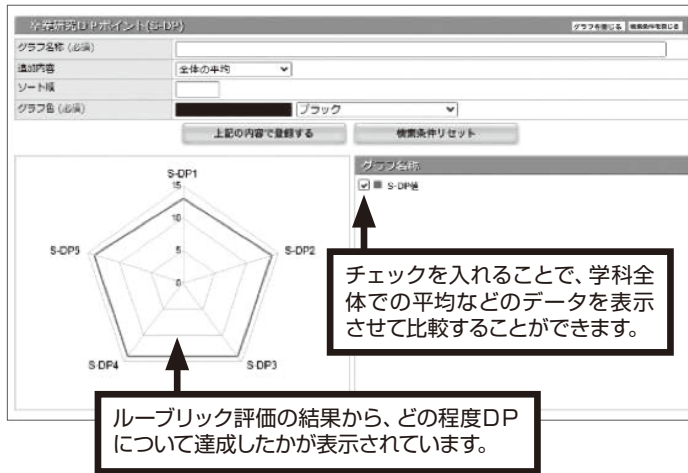 卒業研究DPポイント(S-DP)
グラフを閉じる 検索条件を閉じる
グラフ名称 (必須)
追加内容 全体の平均
ソート順
グラフ色 (必須) ブラック
上記の内容で登録する 検索条件リセット
グラフ名称
S-DP値
S-DP1
15
10
5
0
S-DP5 S-DP2
S-DP4 S-DP3
チェックを入れることで、学科全
体での平均などのデータを表示
させて比較することができます。
ルーブリック評価の結果から、どの程度DP
について達成したかが表示されています。